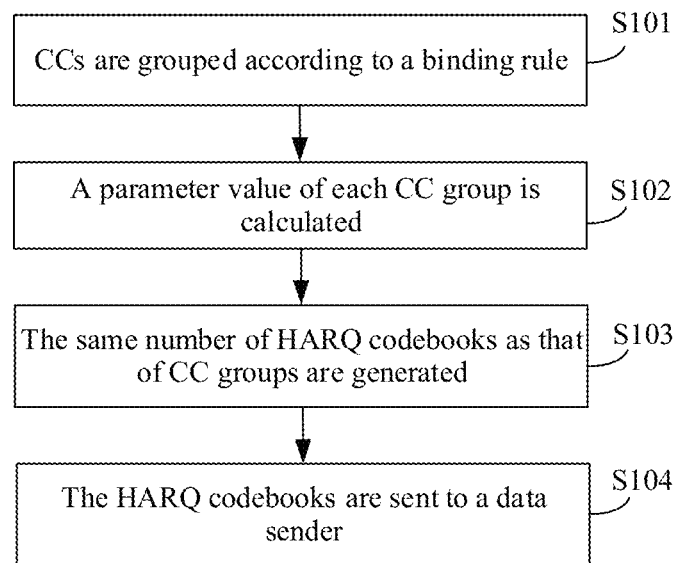 S101
CCs are grouped according to a binding rule
A parameter value of each CC group is
calculated
S102
The same number of HARQ codebooks as that
of CC groups are generated
S103
The HARQ codebooks are sent to a data
sender
S104